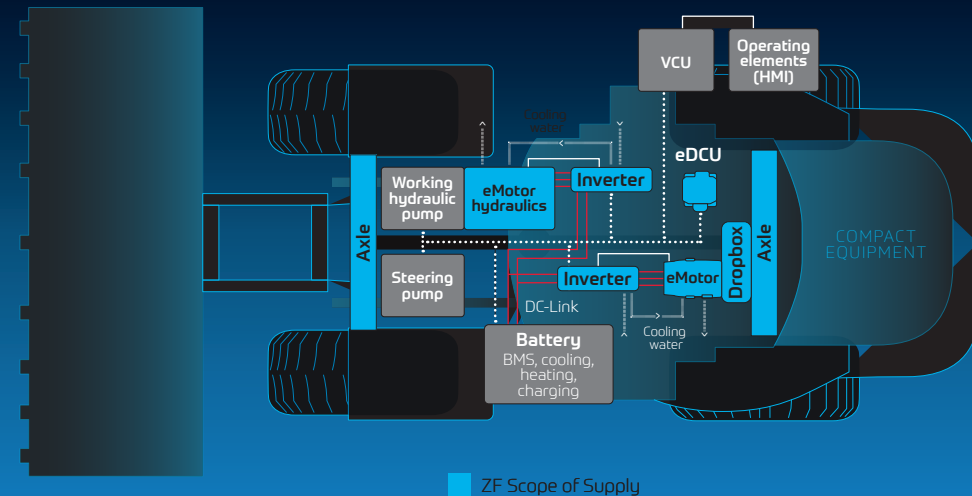 VCU
Operating
elements
(HMI)
Cooling
water
eDCU
Working
hydraulic
pump
eMotor
hydraulics
Inverter
Axle
Steering
pump
Inverter
eMotor
Dropbox
Axle
COMPACT
EQUIPMENT
DC-Link
Cooling
water
Battery
BMS, cooling,
heating,
charging
ZF Scope of Supply